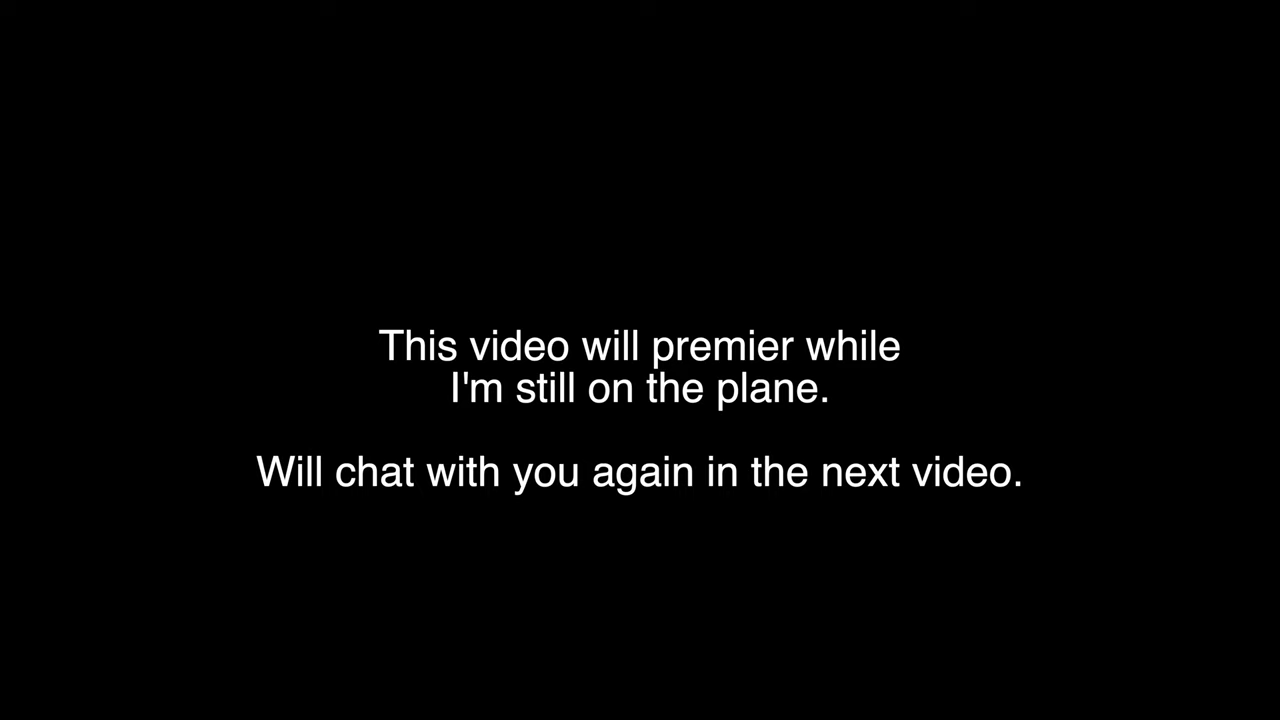 This video will premier while
I'm still on the plane.
Will chat with you again in the next video.